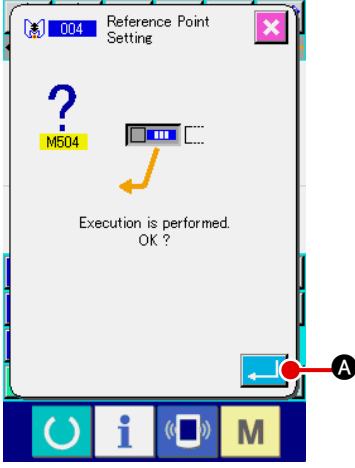 004
Reference Point
Setting
?
M504
Execution is performed.
OK ?
A
i
M